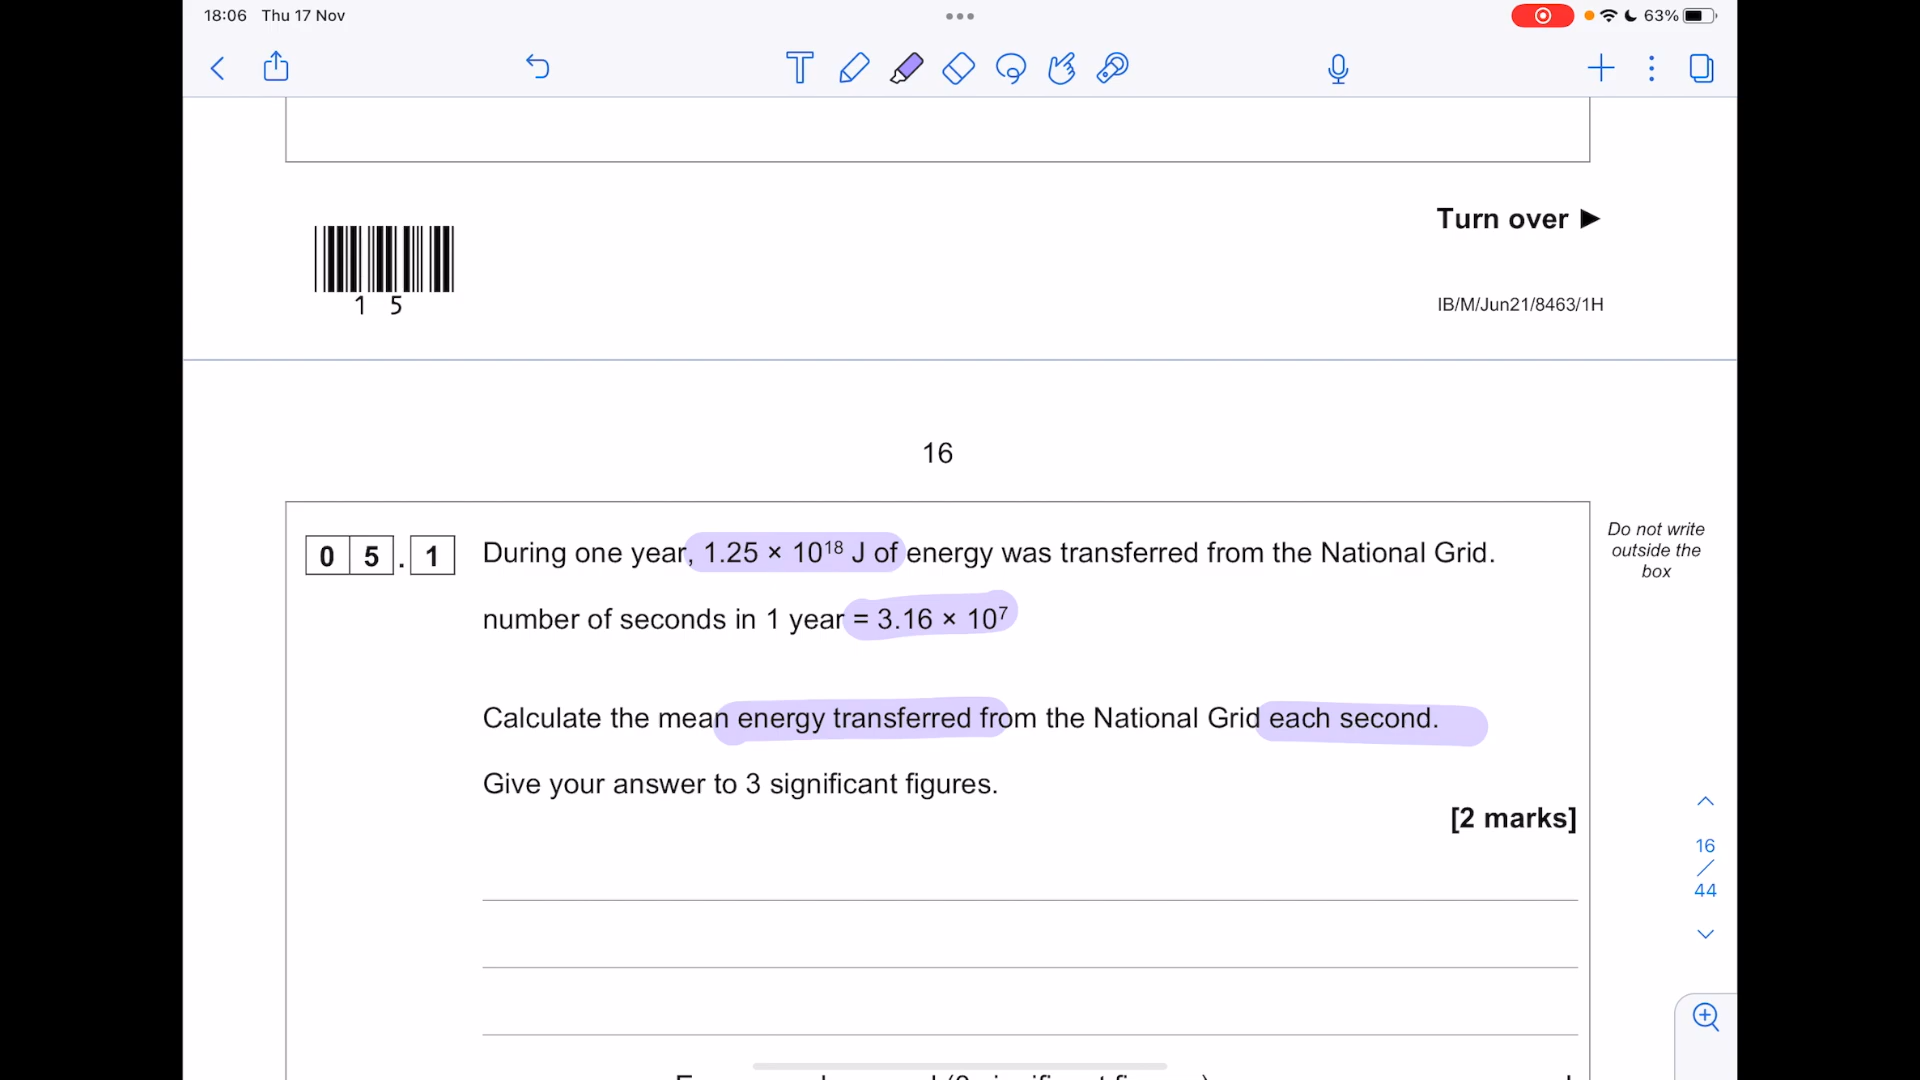 18:06 Thu 17 Nov
63%
Turn over ►
1 5
IB/M/Jun21/8463/1H
16
0 5 . 1
During one year, 1.25 × 10¹⁸ J of energy was transferred from the National Grid.
number of seconds in 1 year = 3.16 × 10⁷
Calculate the mean energy transferred from the National Grid each second.
Give your answer to 3 significant figures.
[2 marks]
Do not write
outside the
box
16
/
44